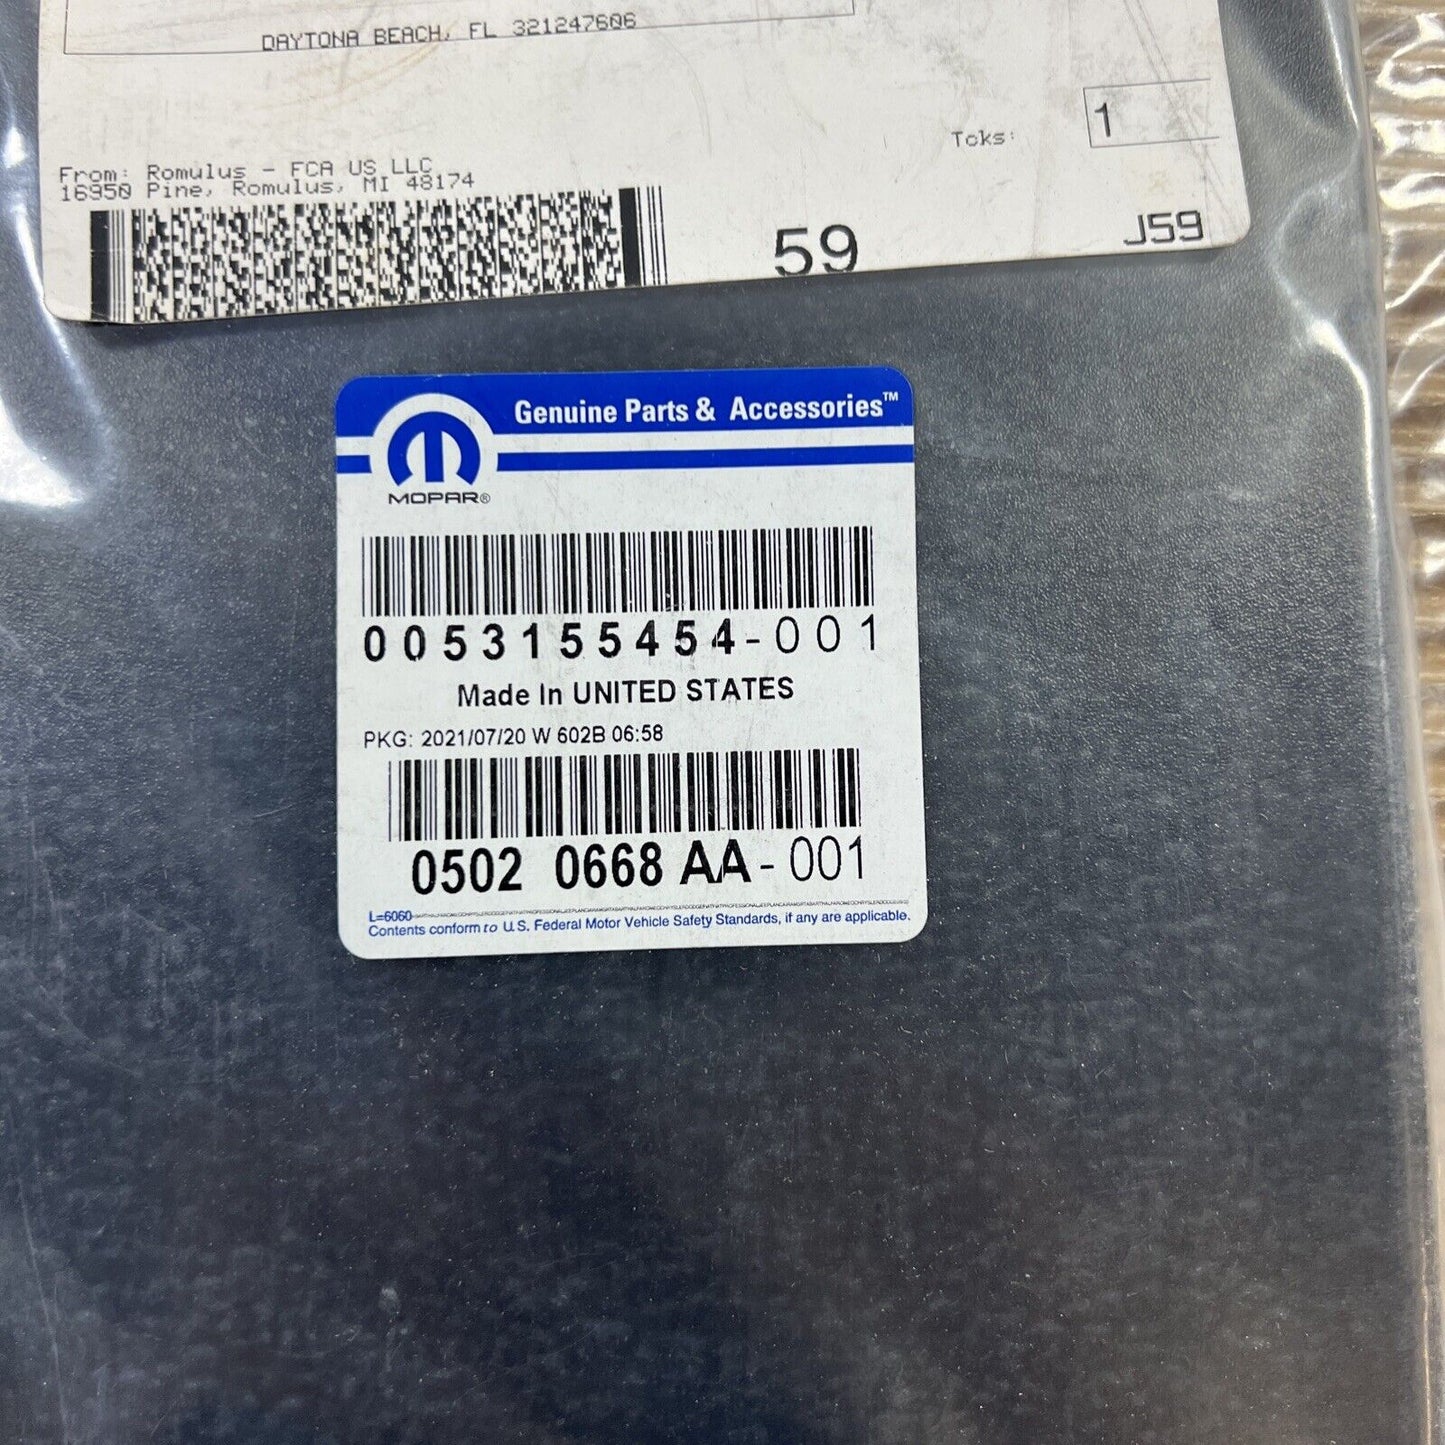 DAYTONA BEACH, FL 321247606
Tcks: 1
From: Romulus - FCA US LLC
16950 Pine, Romulus, MI 48174
59
J59
Genuine Parts & Accessories™
MOPAR®
0053155454-001
Made In UNITED STATES
PKG: 2021/07/20 W 602B 06:58
0502 0668 AA-001
L=6060
Contents conform to U.S. Federal Motor Vehicle Safety Standards, if any are applicable.